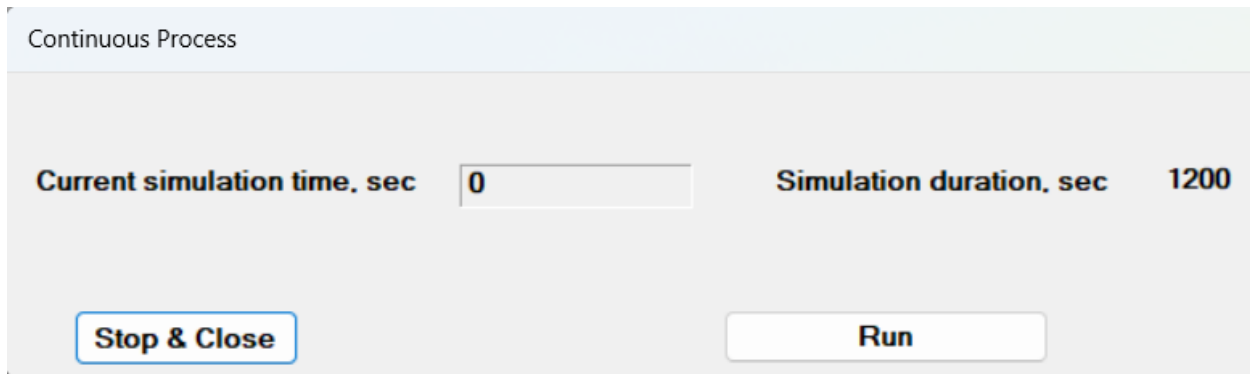 Continuous Process
Current simulation time, sec 0 Simulation duration, sec 1200
Stop & Close Run